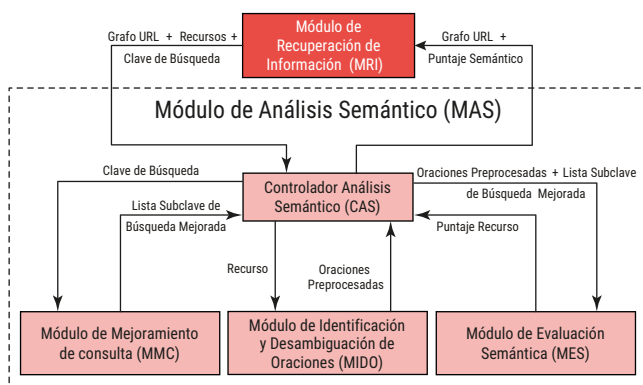 Grafo URL + Recursos +
Clave de Búsqueda
Módulo de
Recuperación de
Información (MRI)
Grafo URL +
Puntaje Semántico
Módulo de Análisis Semántico (MAS)
Clave de Búsqueda
Controlador Análisis
Semántico (CAS)
Oraciones Preprocesadas + Lista Subclave
de Búsqueda Mejorada
Lista Subclave de
Búsqueda Mejorada
Puntaje Recurso
Recurso
Oraciones
Preprocesadas
Módulo de Mejoramiento
de consulta (MMC)
Módulo de Identificación
y Desambiguación de
Oraciones (MIDO)
Módulo de Evaluación
Semántica (MES)